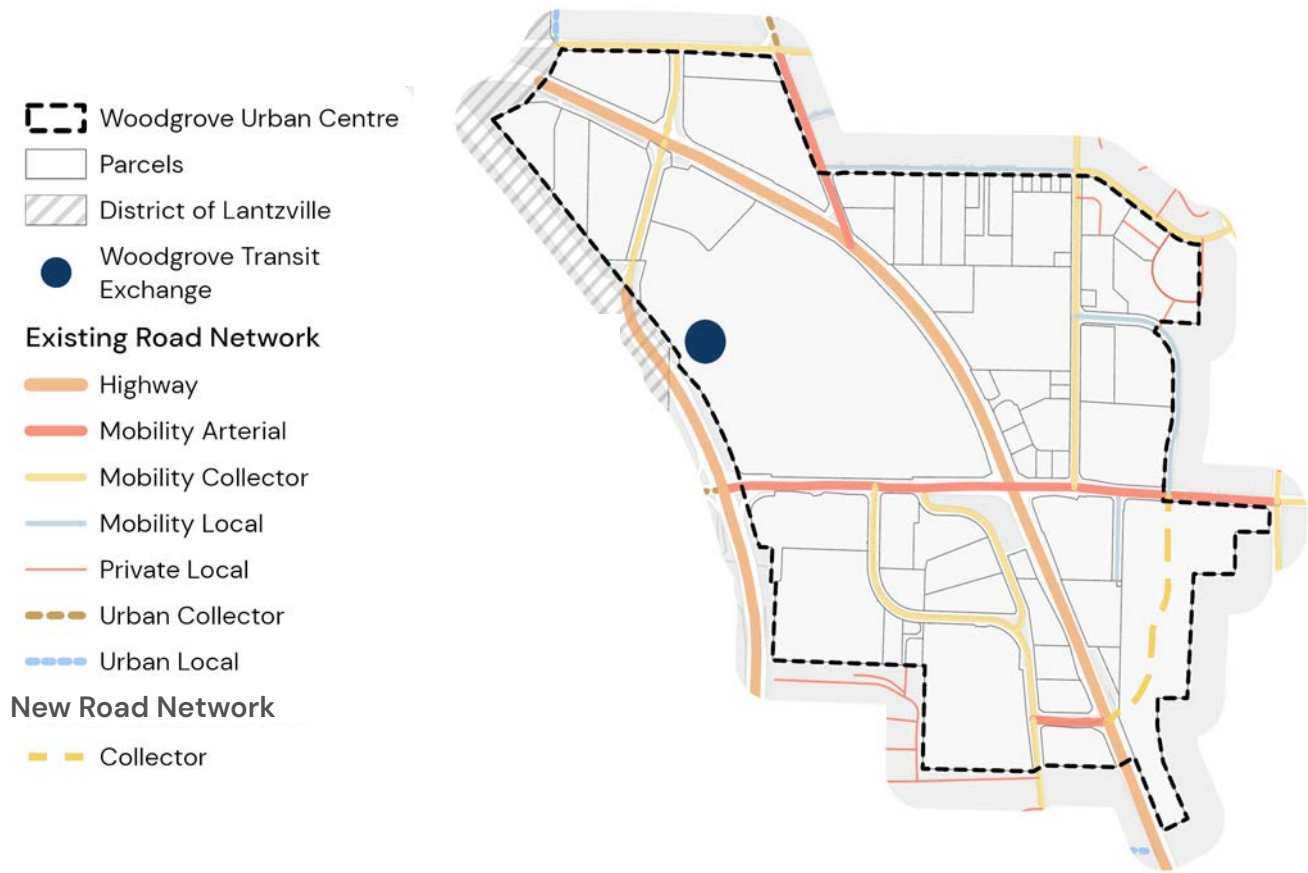 Woodgrove Urban Centre
Parcels
District of Lantzville
Woodgrove Transit
Exchange
Existing Road Network
Highway
Mobility Arterial
Mobility Collector
Mobility Local
Private Local
Urban Collector
Urban Local
New Road Network
Collector